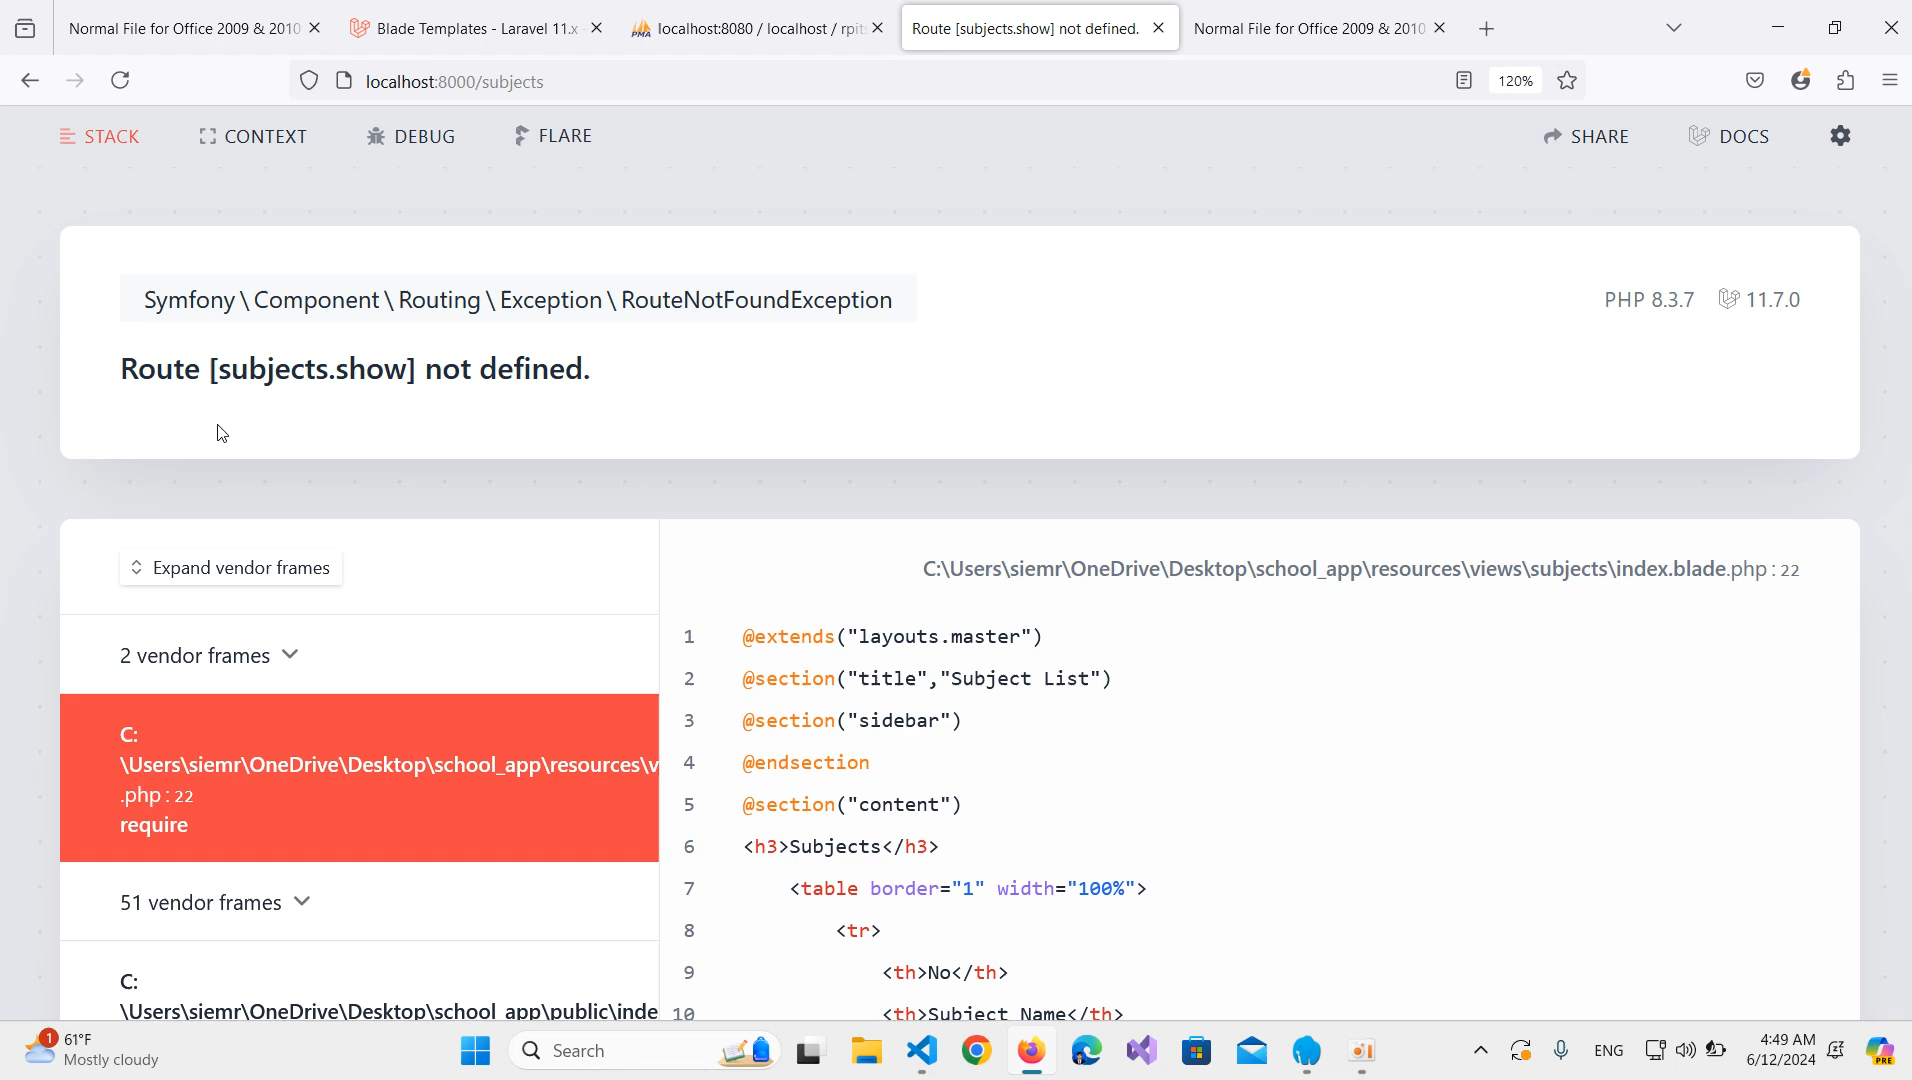 Normal File for Office 2009 & 2010
Blade Templates - Laravel 11.x -
localhost:8080 / localhost / rpits
Route [subjects.show] not defined.
Normal File for Office 2009 & 2010
localhost:8000/subjects
120%
STACK
CONTEXT
DEBUG
FLARE
SHARE
DOCS
Symfony\Component\Routing\Exception\RouteNotFoundException
PHP 8.3.7
11.7.0
Route [subjects.show] not defined.
Expand vendor frames
C:\Users\siemr\OneDrive\Desktop\school_app\resources\views\subjects\index.blade.php : 22
2 vendor frames
C:
\Users\siemr\OneDrive\Desktop\school_app\resources\v
.php : 22
require
51 vendor frames
C:
\Users\siemr\OneDrive\Desktop\school_app\public\inde
1 @extends("layouts.master")
2 @section("title","Subject List")
3 @section("sidebar")
4 @endsection
5 @section("content")
6 <h3>Subjects</h3>
7 <table border="1" width="100%">
8 <tr>
9 <th>No</th>
10 <th>Subject Name</th>
1
61°F
Mostly cloudy
Search
ENG
4:49 AM
6/12/2024
PRE